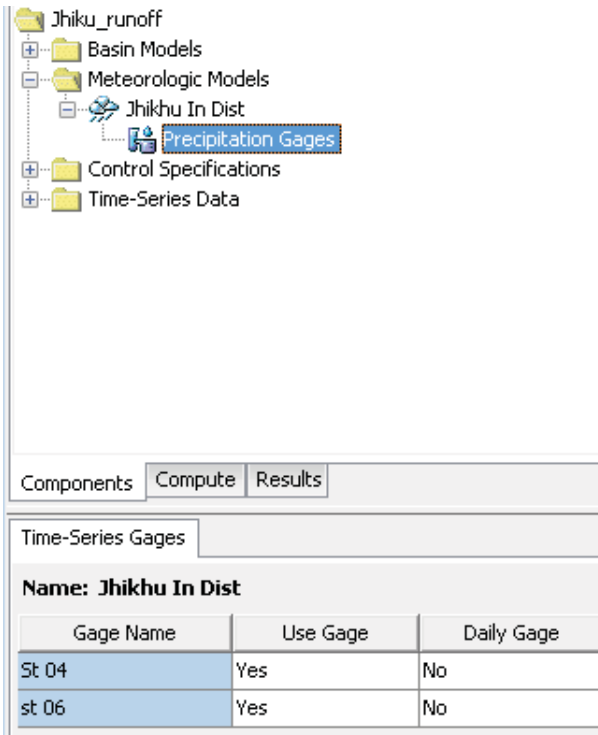 Jhiku_runoff
Basin Models
Meteorologic Models
Jhikhu In Dist
Precipitation Gages
Control Specifications
Time-Series Data
Components Compute Results
Time-Series Gages
Name: Jhikhu In Dist
Gage Name Use Gage Daily Gage
St 04 Yes No
st 06 Yes No